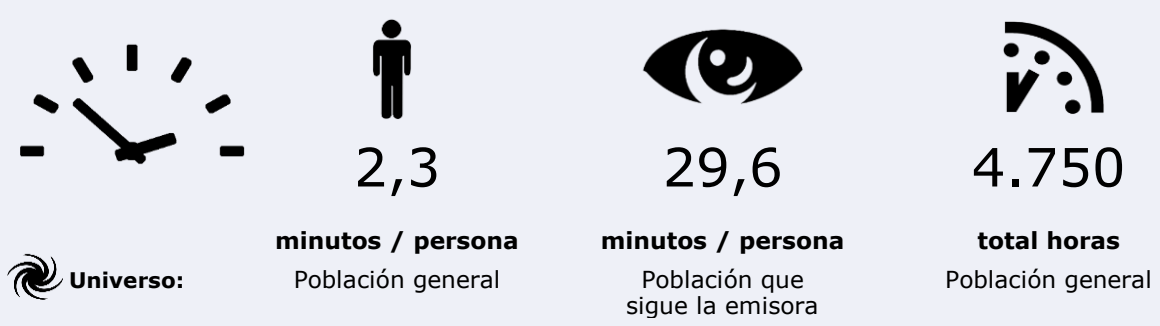 2,3
29,6
4.750
minutos / persona
minutos / persona
total horas
Universo:
Población general
Población que
sigue la emisora
Población general